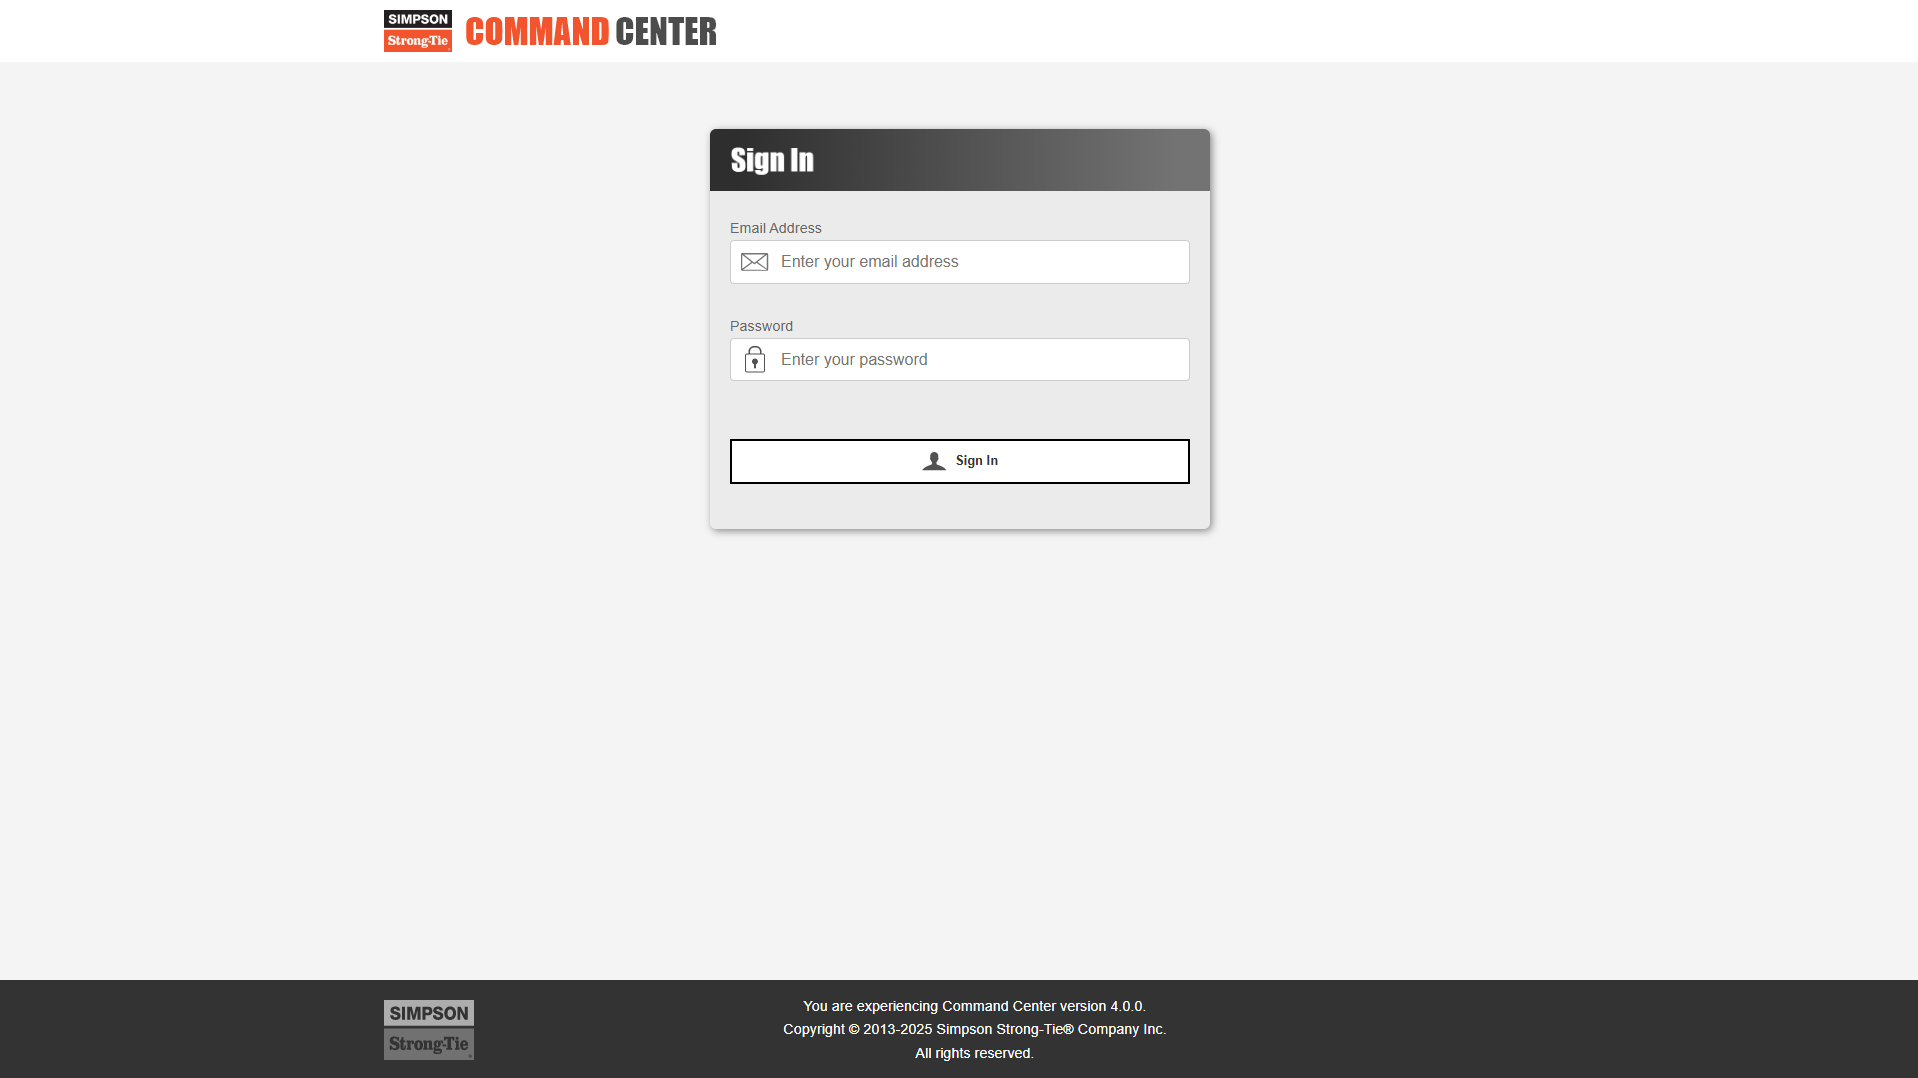 SIMPSON
Strong-Tie
COMMAND CENTER
Sign In
Email Address
Enter your email address
Password
Enter your password
Sign In
SIMPSON
Strong-Tie
You are experiencing Command Center version 4.0.0.
Copyright © 2013-2025 Simpson Strong-Tie® Company Inc.
All rights reserved.